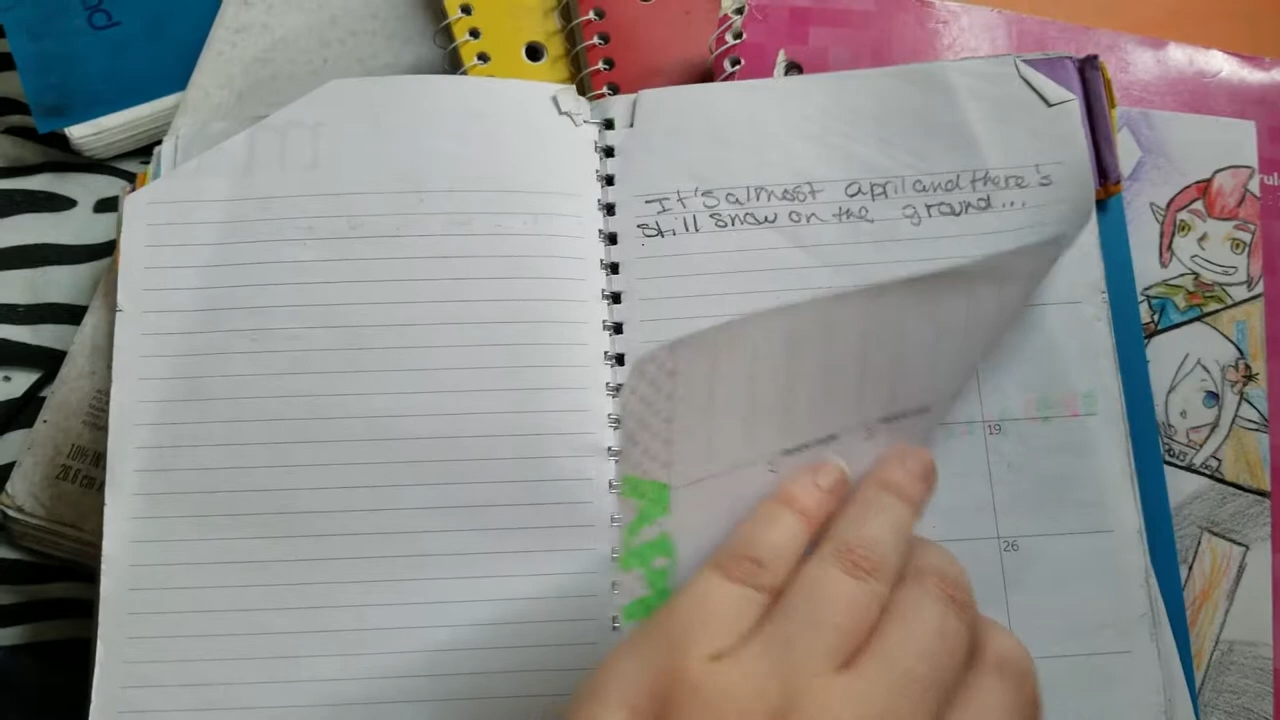 It's almost april and there's
still snow on the ground...
19
26